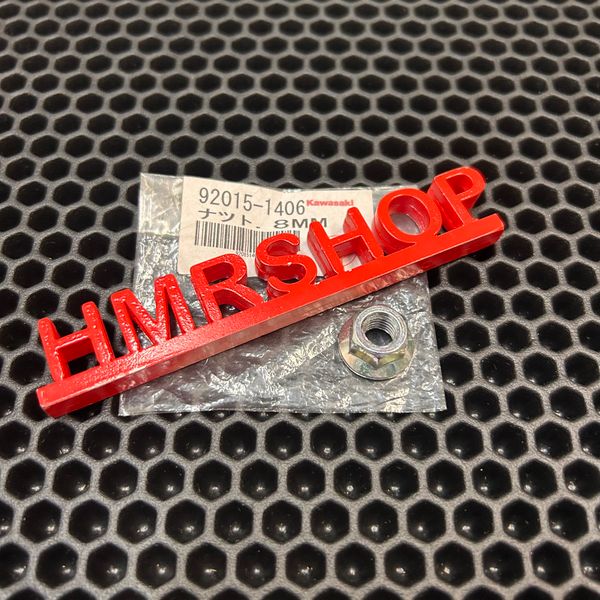 92015-1406 Kawasaki
ナット, 8MM
HMRSHOP